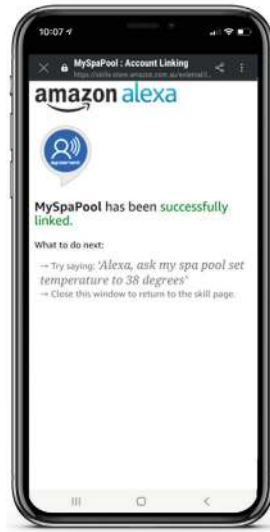 10:07
MySpaPool : Account Linking
amazon alexa
MySpaPool has been successfully
linked.
What to do next:
→ Try saying: 'Alexa, ask my spa pool set
temperature to 38 degrees'
→ Close this window to return to the skill page.